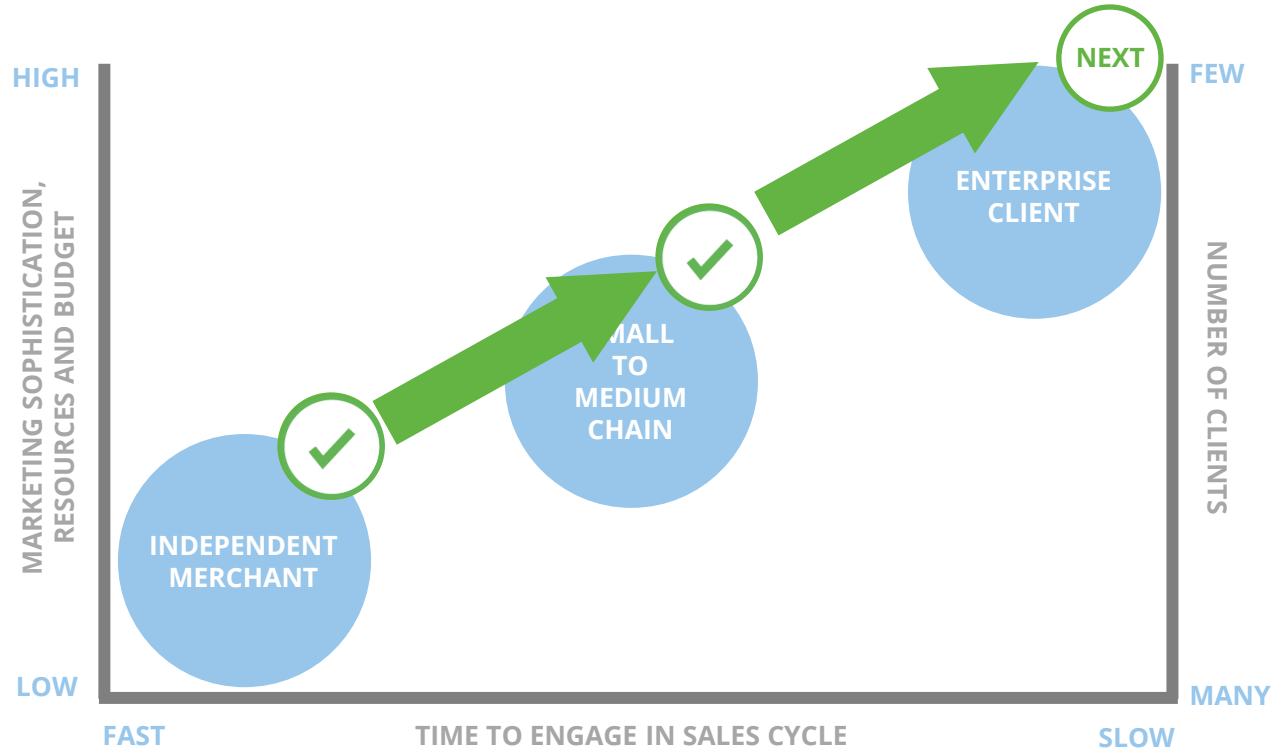 HIGH
NEXT
FEW
ENTERPRISE
CLIENT
MARKETING SOPHISTICATION,
RESOURCES AND BUDGET
NUMBER OF CLIENTS
MALL
TO
MEDIUM
CHAIN
INDEPENDENT
MERCHANT
LOW
MANY
FAST
TIME TO ENGAGE IN SALES CYCLE
SLOW